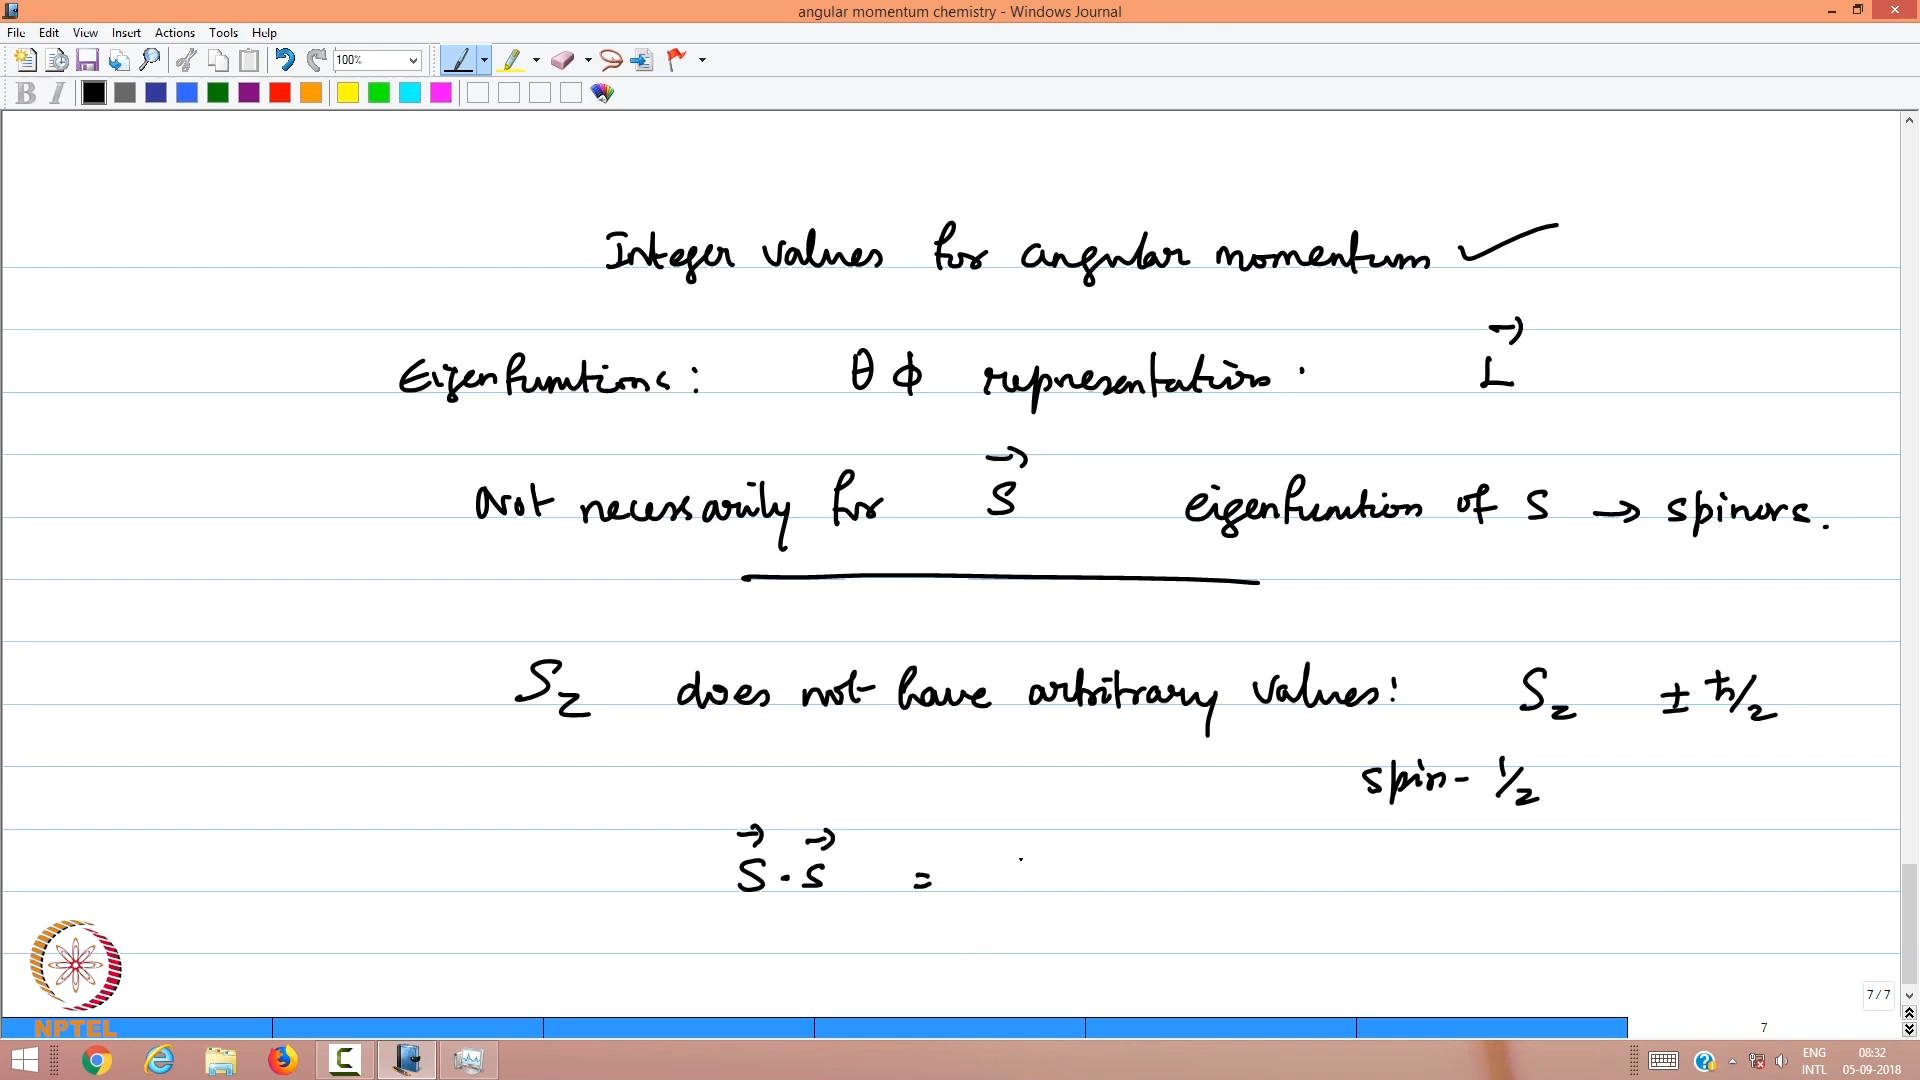 angular momentum chemistry - Windows Journal
File Edit View Insert Actions Tools Help
100%
B I
Integer values for angular momentum ✓
Eigenfunctions: θ ϕ representation. L⃗
Not necessarily for S⃗ eigenfunction of S → spinors.
S_z does not have arbitrary values: S_z ± ħ/2
spin - 1/2
S⃗ · S⃗ =
7 / 7
NPTEL
7
ENG 08:32
INTL 05-09-2018